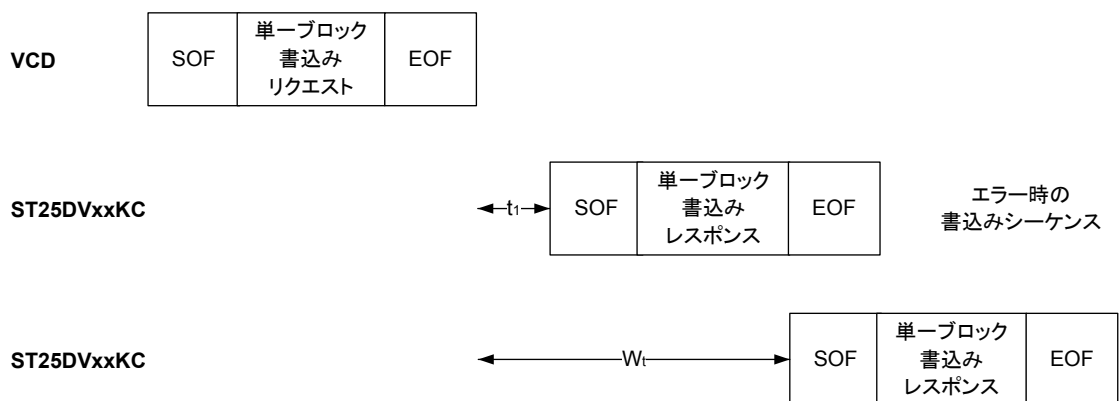 VCD
SOF
単一ブロック
書込み
リクエスト
EOF
ST25DVxxKC
t1
SOF
単一ブロック
書込み
レスポンス
EOF
エラー時の
書込みシーケンス
ST25DVxxKC
Wt
SOF
単一ブロック
書込み
レスポンス
EOF